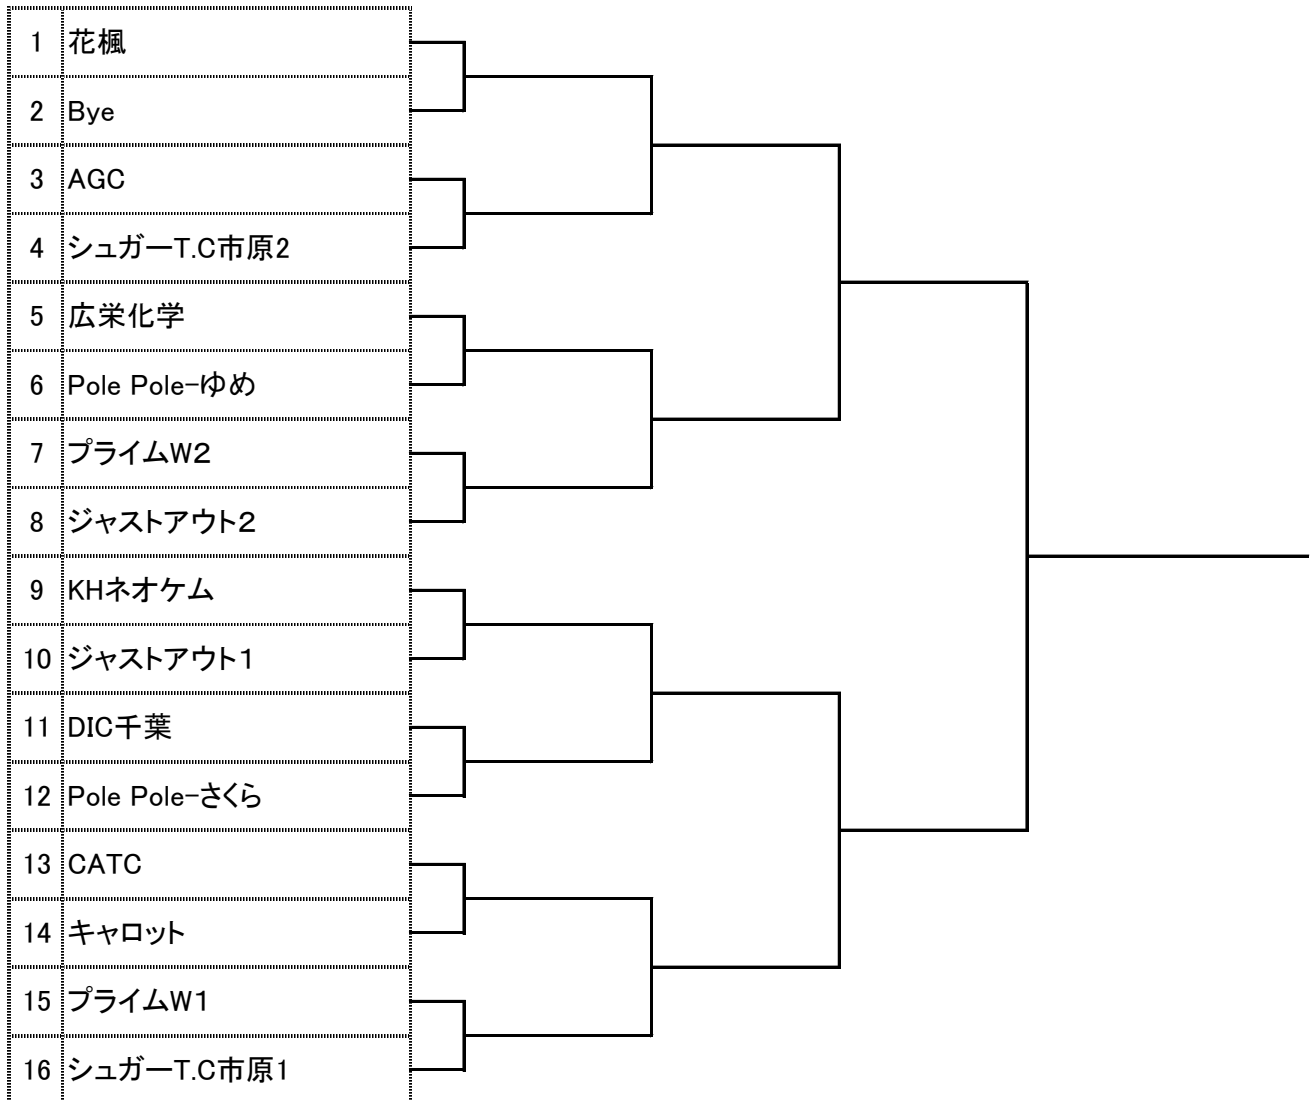 1 花楓
2 Bye
3 AGC
4 シュガーT.C市原2
5 広栄化学
6 Pole Pole-ゆめ
7 プライムW2
8 ジャストアウト2
9 KHネオケム
10 ジャストアウト1
11 DIC千葉
12 Pole Pole-さくら
13 CATC
14 キャロット
15 プライムW1
16 シュガーT.C市原1